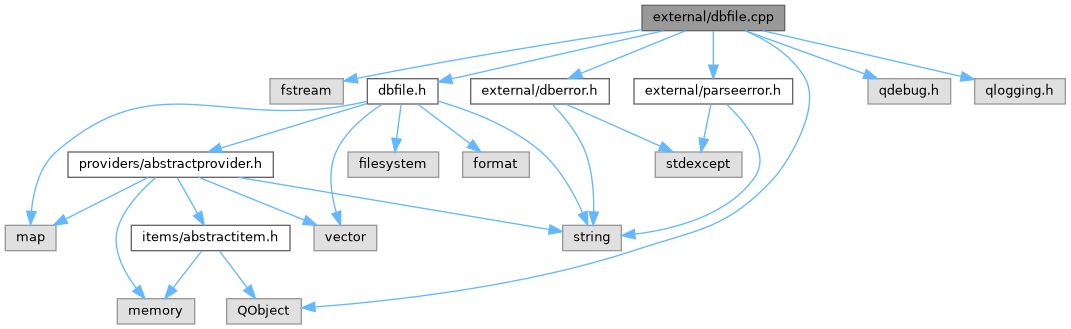 external/dbfile.cpp
fstream
dbfile.h
external/dberror.h
external/parseerror.h
qdebug.h
qlogging.h
providers/abstractprovider.h
filesystem
format
stdexcept
map
items/abstractitem.h
vector
string
memory
QObject